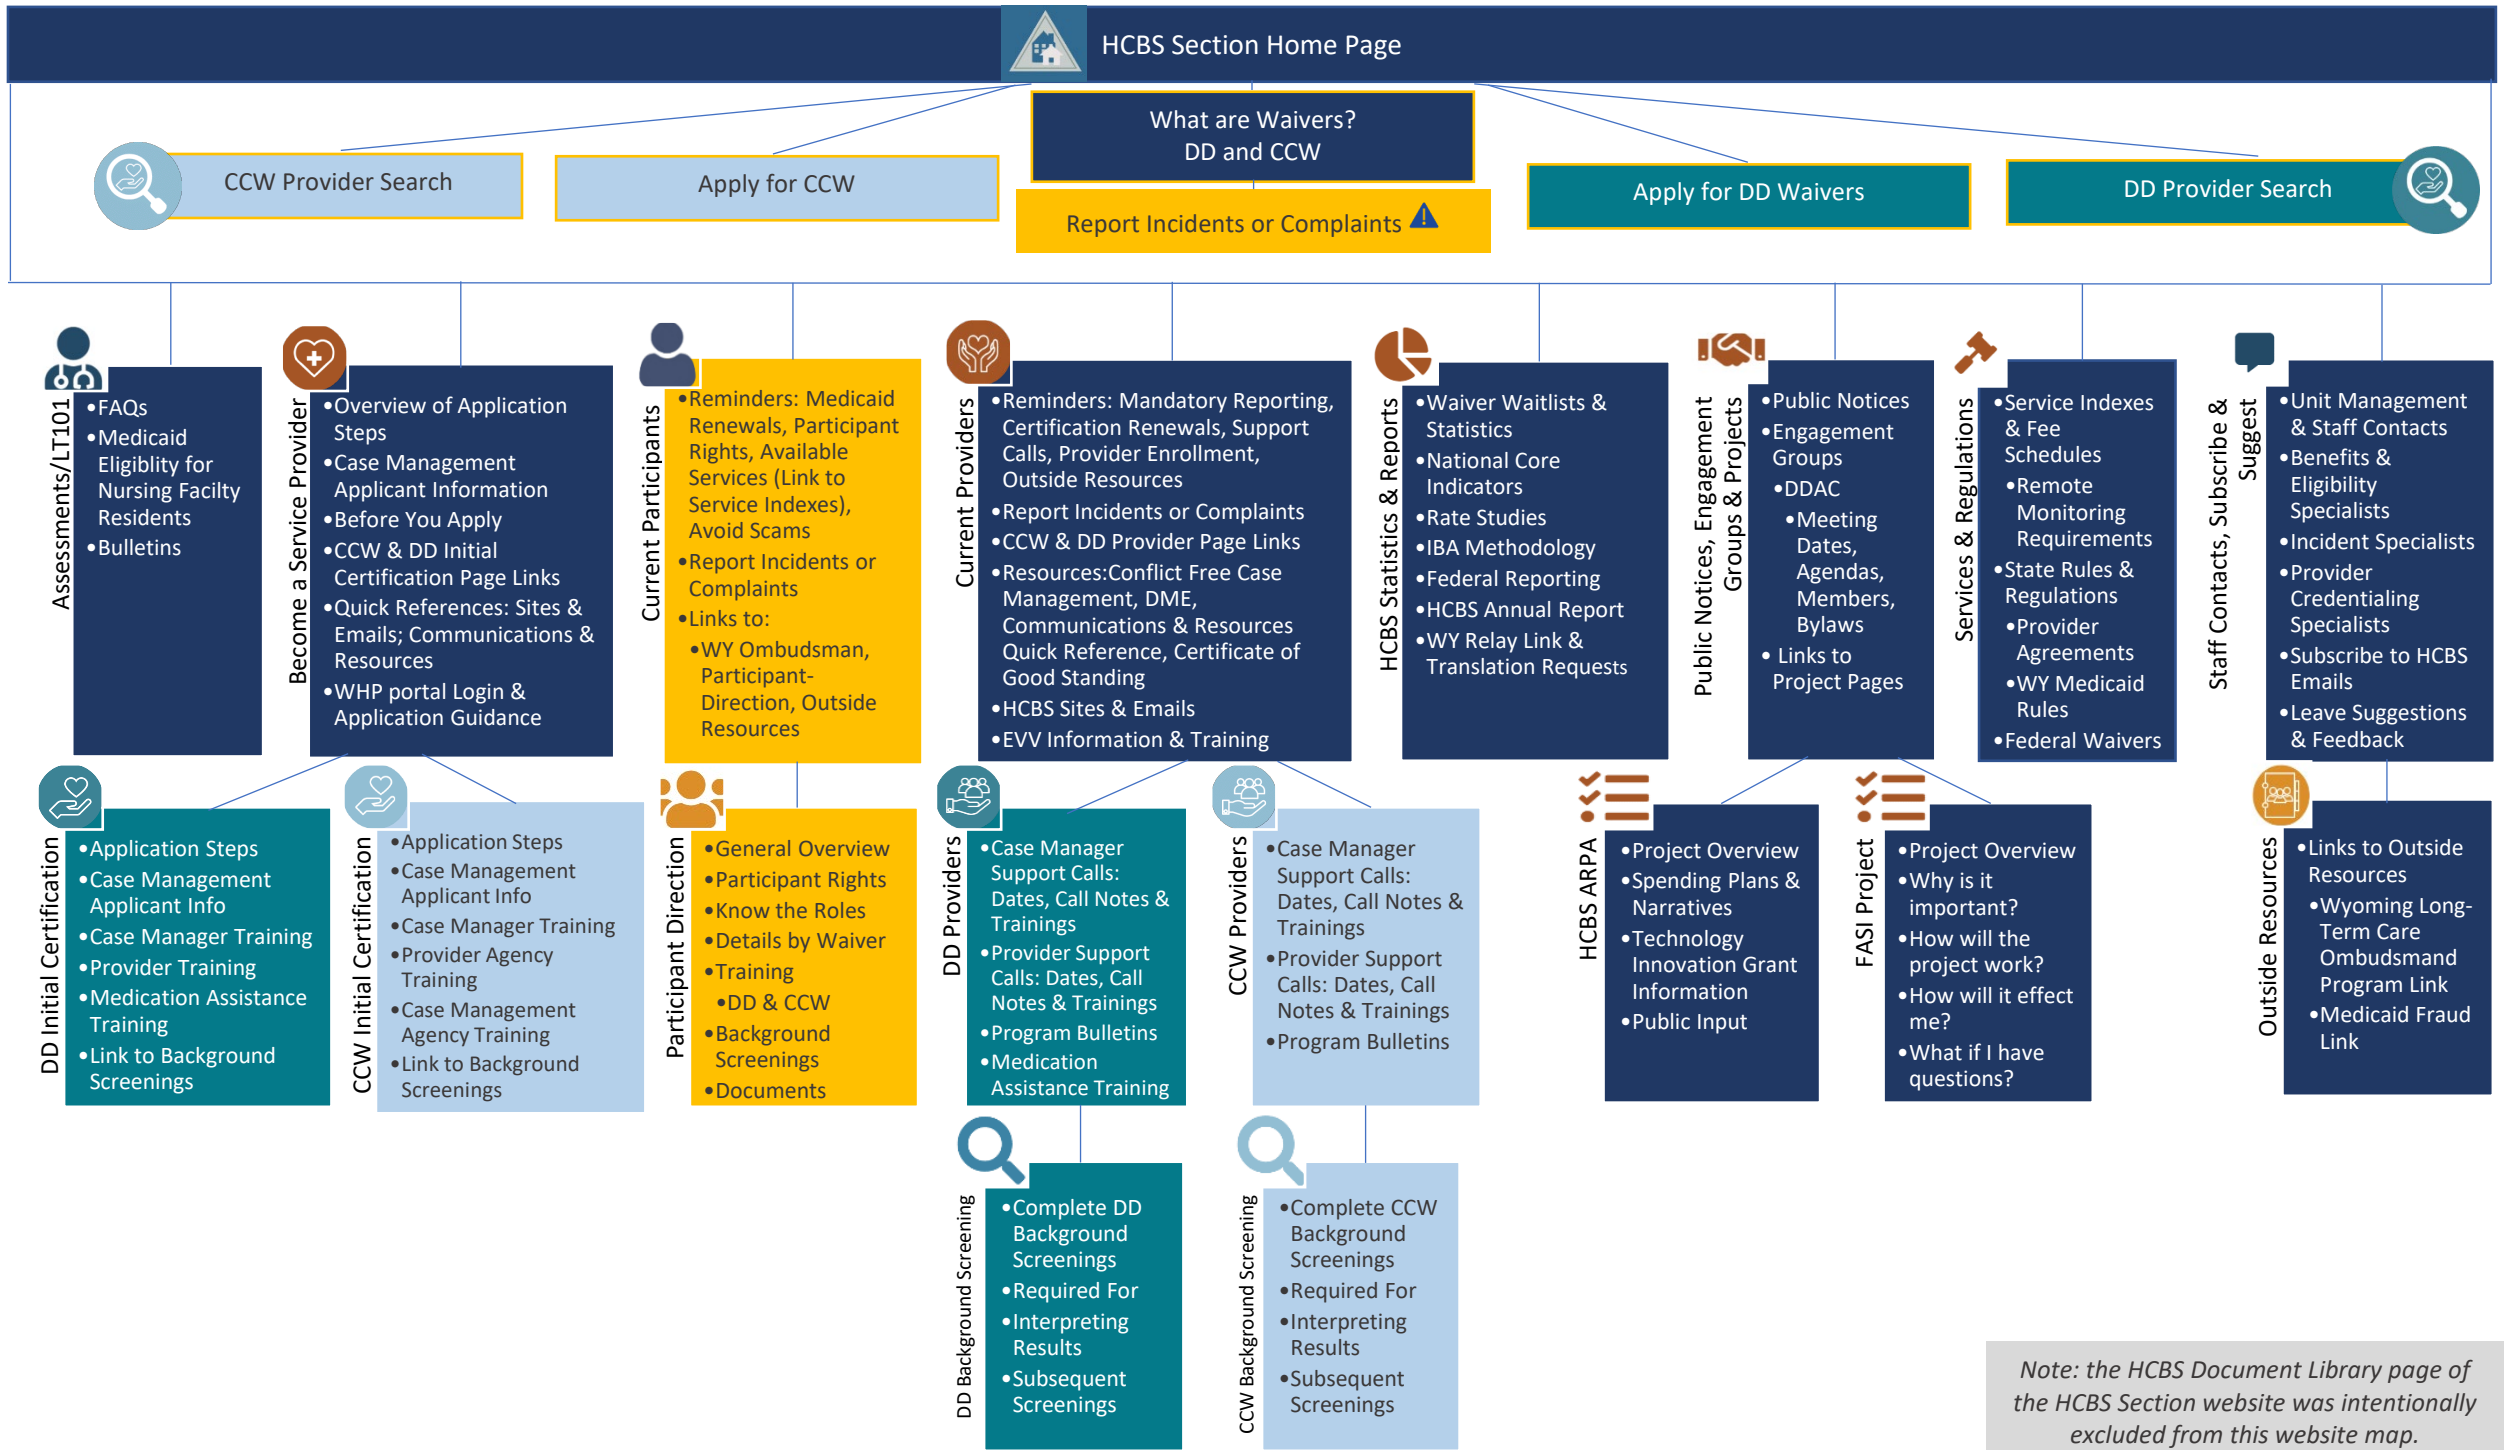 HCBS Section Home Page
What are Waivers?
DD and CCW
CCW Provider Search
Apply for CCW
Report Incidents or Complaints
Apply for DD Waivers
DD Provider Search
Assessments/LT101
•FAQs
•Medicaid
Eligiblity for
Nursing Facilty
Residents
•Bulletins
Become a Service Provider
•Overview of Application
Steps
•Case Management
Applicant Information
•Before You Apply
•CCW & DD Initial
Certification Page Links
•Quick References: Sites &
Emails; Communications &
Resources
•WHP portal Login &
Application Guidance
Current Participants
•Reminders: Medicaid
Renewals, Participant
Rights, Available
Services (Link to
Service Indexes),
Avoid Scams
•Report Incidents or
Complaints
•Links to:
•WY Ombudsman,
Participant-
Direction, Outside
Resources
Current Providers
•Reminders: Mandatory Reporting,
Certification Renewals, Support
Calls, Provider Enrollment,
Outside Resources
•Report Incidents or Complaints
•CCW & DD Provider Page Links
•Resources:Conflict Free Case
Management, DME,
Communications & Resources
Quick Reference, Certificate of
Good Standing
•HCBS Sites & Emails
•EVV Information & Training
HCBS Statistics & Reports
•Waiver Waitlists &
Statistics
•National Core
Indicators
•Rate Studies
•IBA Methodology
•Federal Reporting
•HCBS Annual Report
•WY Relay Link &
Translation Requests
Public Notices, Engagement
Groups & Projects
•Public Notices
•Engagement
Groups
•DDAC
•Meeting
Dates,
Agendas,
Members,
Bylaws
• Links to
Project Pages
Services & Regulations
•Service Indexes
& Fee
Schedules
•Remote
Monitoring
Requirements
•State Rules &
Regulations
•Provider
Agreements
•WY Medicaid
Rules
•Federal Waivers
Staff Contacts, Subscribe &
Suggest
•Unit Management
& Staff Contacts
•Benefits &
Eligibility
Specialists
•Incident Specialists
•Provider
Credentialing
Specialists
•Subscribe to HCBS
Emails
•Leave Suggestions
& Feedback
DD Initial Certification
•Application Steps
•Case Management
Applicant Info
•Case Manager Training
•Provider Training
•Medication Assistance
Training
•Link to Background
Screenings
CCW Initial Certification
•Application Steps
•Case Management
Applicant Info
•Case Manager Training
•Provider Agency
Training
•Case Management
Agency Training
•Link to Background
Screenings
Participant Direction
•General Overview
•Participant Rights
•Know the Roles
•Details by Waiver
•Training
•DD & CCW
•Background
Screenings
•Documents
DD Providers
•Case Manager
Support Calls:
Dates, Call Notes &
Trainings
•Provider Support
Calls: Dates, Call
Notes & Trainings
•Program Bulletins
•Medication
Assistance Training
CCW Providers
•Case Manager
Support Calls:
Dates, Call Notes &
Trainings
•Provider Support
Calls: Dates, Call
Notes & Trainings
•Program Bulletins
HCBS ARPA
•Project Overview
•Spending Plans &
Narratives
•Technology
Innovation Grant
Information
•Public Input
FASI Project
•Project Overview
•Why is it
important?
•How will the
project work?
•How will it effect
me?
•What if I have
questions?
Outside Resources
•Links to Outside
Resources
•Wyoming Long-
Term Care
Ombudsmand
Program Link
•Medicaid Fraud
Link
DD Background Screening
•Complete DD
Background
Screenings
•Required For
•Interpreting
Results
•Subsequent
Screenings
CCW Background Screening
•Complete CCW
Background
Screenings
•Required For
•Interpreting
Results
•Subsequent
Screenings
Note: the HCBS Document Library page of
the HCBS Section website was intentionally
excluded from this website map.